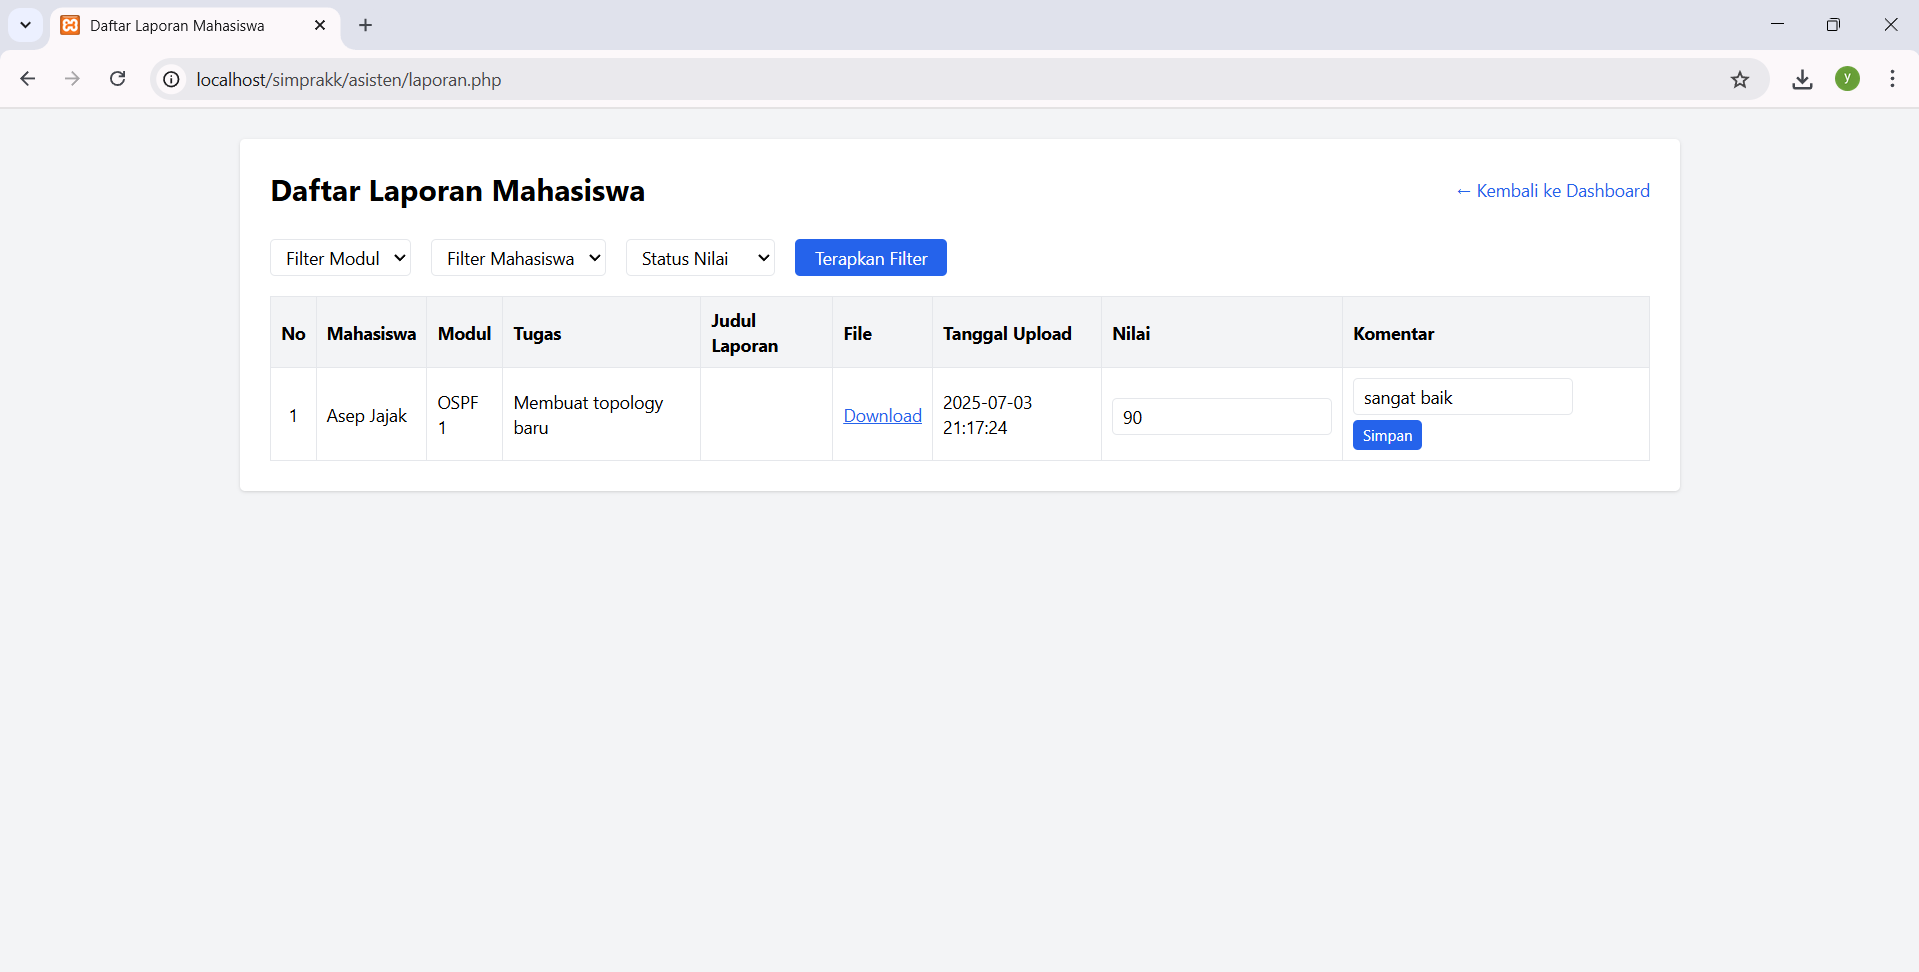 Daftar Laporan Mahasiswa
localhost/simprakk/asisten/laporan.php
y
Daftar Laporan Mahasiswa
← Kembali ke Dashboard
Filter Modul
Filter Mahasiswa
Status Nilai
Terapkan Filter
No
Mahasiswa
Modul
Tugas
Judul
Laporan
File
Tanggal Upload
Nilai
Komentar
1
Asep Jajak
OSPF
1
Membuat topology
baru
Download
2025-07-03
21:17:24
90
sangat baik
Simpan